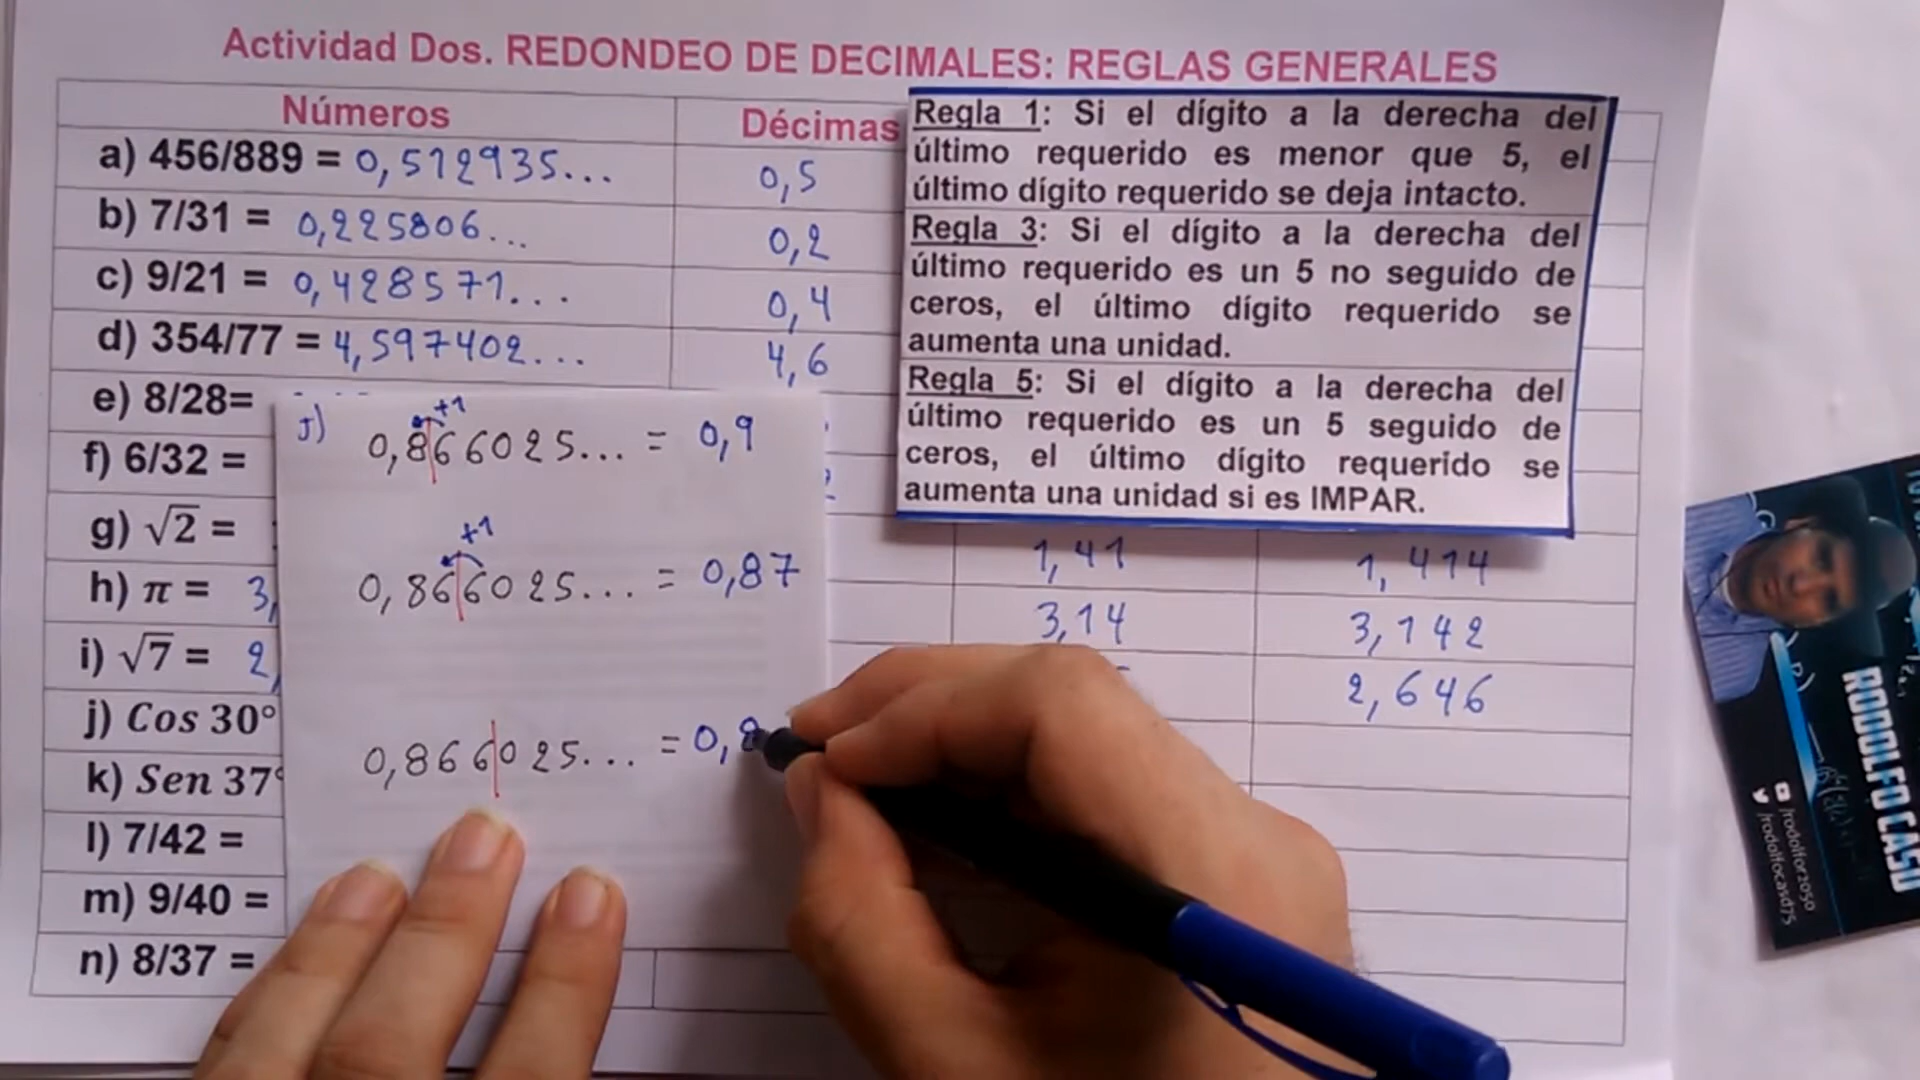 Actividad Dos. REDONDEO DE DECIMALES: REGLAS GENERALES
Números
Décimas
a) 456/889 = 0,512935...
0,5
b) 7/31 = 0,225806...
0,2
c) 9/21 = 0,428571...
0,4
d) 354/77 = 4,597402...
4,6
e) 8/28=
f) 6/32 =
g) √2 =
1,41
1,414
h) π = 3,
3,14
3,142
i) √7 = 2,
2,646
j) Cos 30°
k) Sen 37°
l) 7/42 =
m) 9/40 =
n) 8/37 =
Regla 1: Si el dígito a la derecha del
último requerido es menor que 5, el
último dígito requerido se deja intacto.
Regla 3: Si el dígito a la derecha del
último requerido es un 5 no seguido de
ceros, el último dígito requerido se
aumenta una unidad.
Regla 5: Si el dígito a la derecha del
último requerido es un 5 seguido de
ceros, el último dígito requerido se
aumenta una unidad si es IMPAR.
J)
+1
0,866025... = 0,9
+1
0,866025... = 0,87
0,866025... = 0,8
RODOLFO CASD
/rodolforzoso
/rodolfocasd75